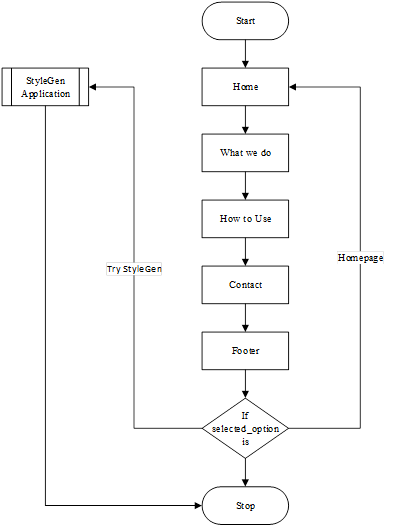 Start
StyleGen
Application
Home
What we do
How to Use
Try StyleGen
Homepage
Contact
Footer
If
selected_option
is
Stop